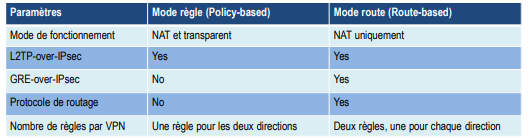 Paramètres Mode règle (Policy-based) Mode route (Route-based)
Mode de fonctionnement NAT et transparent NAT uniquement
L2TP-over-IPsec Yes Yes
GRE-over-IPsec No Yes
Protocole de routage No Yes
Nombre de règles par VPN Une règle pour les deux directions Deux règles, une pour chaque direction